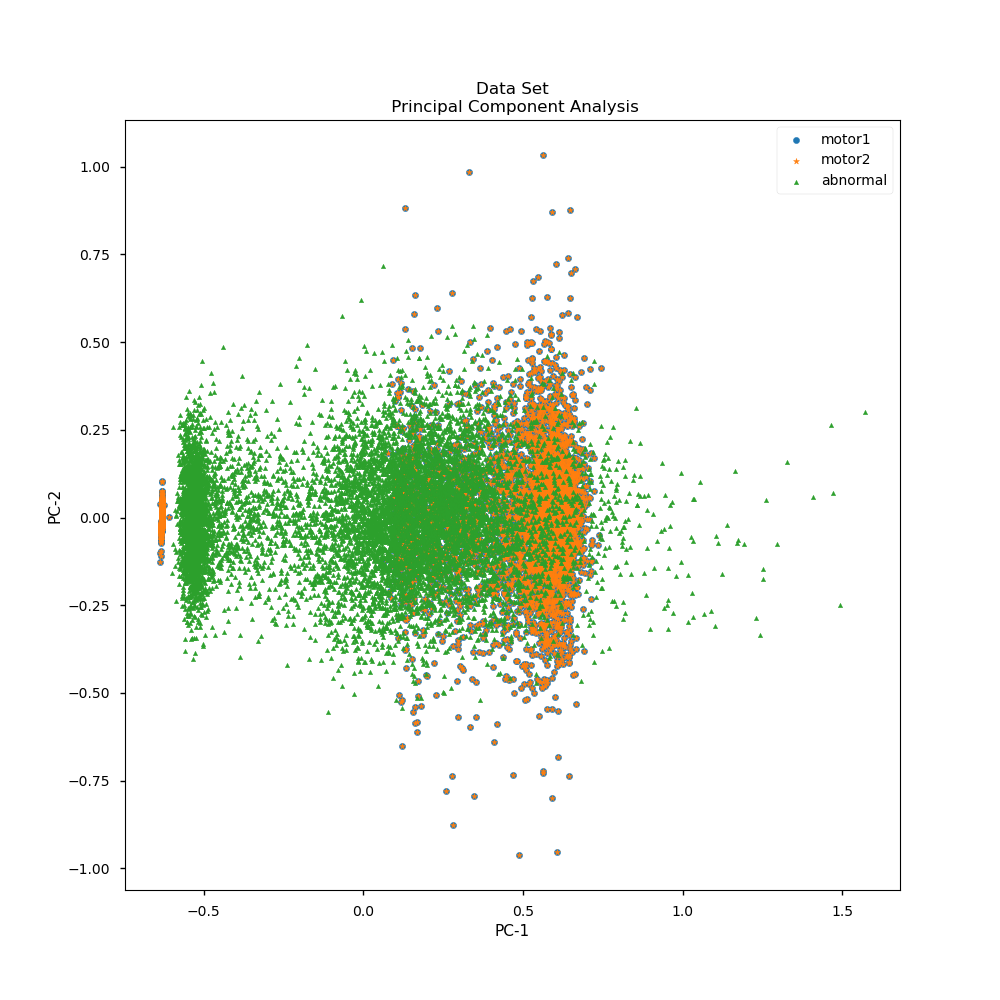 Data Set
Principal Component Analysis
motor1
motor2
abnormal
1.00
0.75
0.50
0.25
0.00
−0.25
−0.50
−0.75
−1.00
PC-2
−0.5
0.0
0.5
1.0
1.5
PC-1